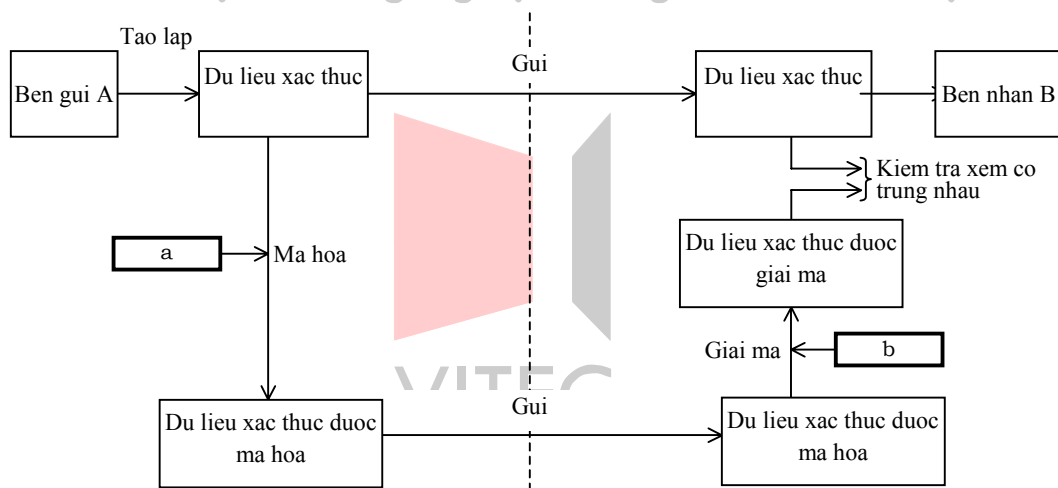 Tao lap
Ben gui A
Du lieu xac thuc
Gui
Du lieu xac thuc
Ben nhan B
Kiem tra xem co
trung nhau
a
Ma hoa
Du lieu xac thuc duoc
giai ma
Giai ma
b
VITEC
Du lieu xac thuc duoc
ma hoa
Gui
Du lieu xac thuc duoc
ma hoa